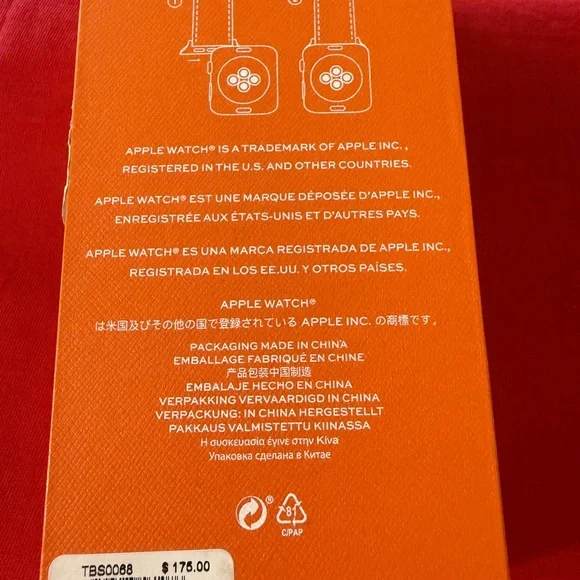 APPLE WATCH® IS A TRADEMARK OF APPLE INC. ,
REGISTERED IN THE U.S. AND OTHER COUNTRIES.
APPLE WATCH® EST UNE MARQUE DÉPOSÉE D'APPLE INC.,
ENREGISTRÉE AUX ÉTATS-UNIS ET D'AUTRES PAYS.
APPLE WATCH® ES UNA MARCA REGISTRADA DE APPLE INC.,
REGISTRADA EN LOS EE.UU. Y OTROS PAÍSES.
APPLE WATCH®
は米国及びその他の国で登録されている APPLE INC. の商標です。
PACKAGING MADE IN CHINA
EMBALLAGE FABRIQUÉ EN CHINE
产品包装中国制造
EMBALAJE HECHO EN CHINA
VERPAKKING VERVAARDIGD IN CHINA
VERPACKUNG: IN CHINA HERGESTELLT
PAKKAUS VALMISTETTU KIINASSA
Η συσκευασία έγινε στην Kiva
Упаковка сделана в Китае
®
81
C/PAP
TBS0068 $ 175.00